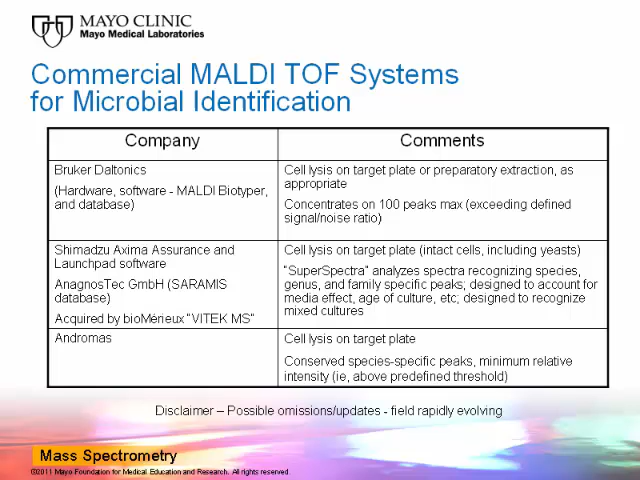 MAYO CLINIC
Mayo Medical Laboratories
Commercial MALDI TOF Systems
for Microbial Identification
Company
Comments
Bruker Daltonics
(Hardware, software - MALDI Biotyper,
and database)
Cell lysis on target plate or preparatory extraction, as
appropriate
Concentrates on 100 peaks max (exceeding defined
signal/noise ratio)
Shimadzu Axima Assurance and
Launchpad software
AnagnosTec GmbH (SARAMIS
database)
Acquired by bioMérieux "VITEK MS"
Cell lysis on target plate (intact cells, including yeasts)
"SuperSpectra" analyzes spectra recognizing species,
genus, and family specific peaks; designed to account for
media effect, age of culture, etc; designed to recognize
mixed cultures
Andromas
Cell lysis on target plate
Conserved species-specific peaks, minimum relative
intensity (ie, above predefined threshold)
Disclaimer – Possible omissions/updates - field rapidly evolving
Mass Spectrometry
©2011 Mayo Foundation for Medical Education and Research. All rights reserved.